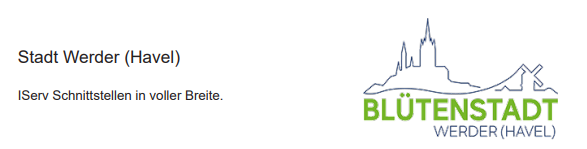 Stadt Werder (Havel)
IServ Schnittstellen in voller Breite.
BLÜTENSTADT
WERDER (HAVEL)